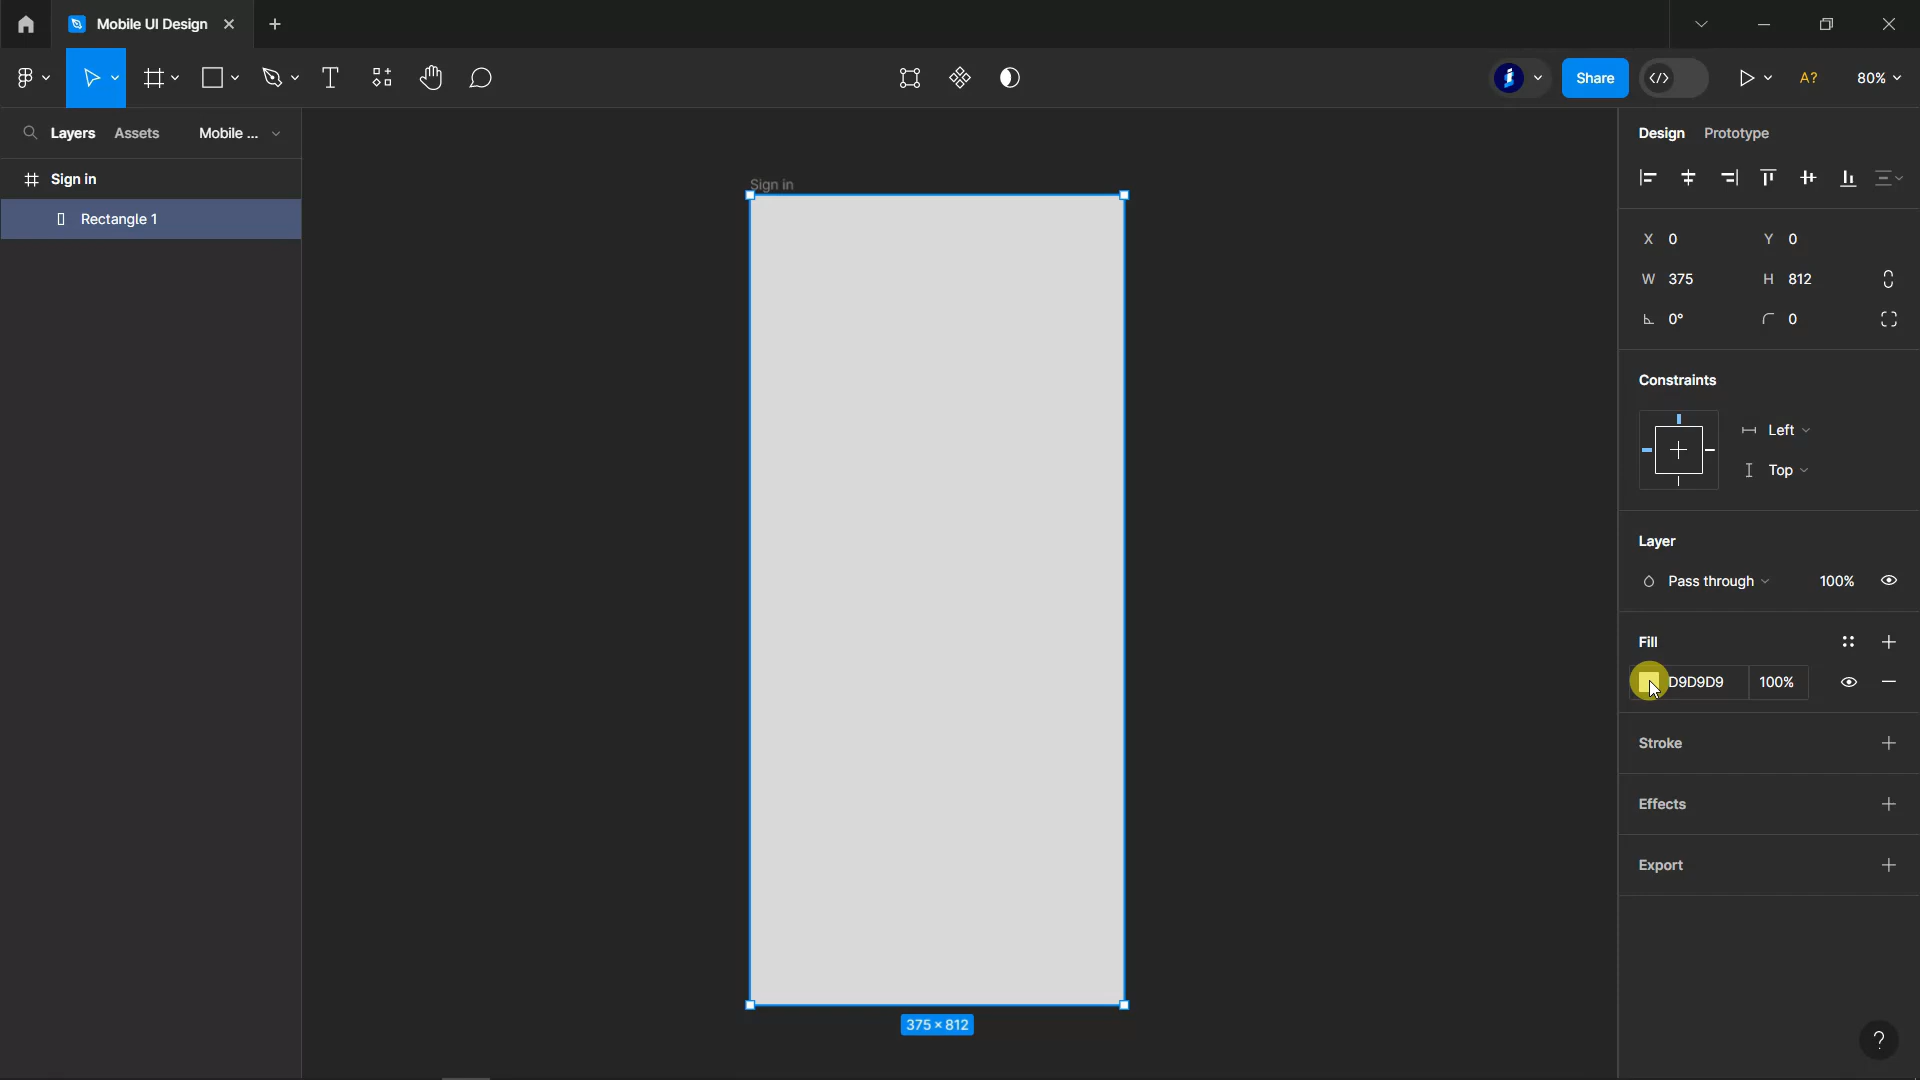 Mobile UI Design
Share
A?
80%
Layers
Assets
Mobile ...
Design
Prototype
Sign in
Rectangle 1
Sign in
X 0
Y 0
W 375
H 812
0°
0
Constraints
Left
Top
Layer
Pass through
100%
Fill
D9D9D9
100%
Stroke
Effects
Export
375 × 812
?